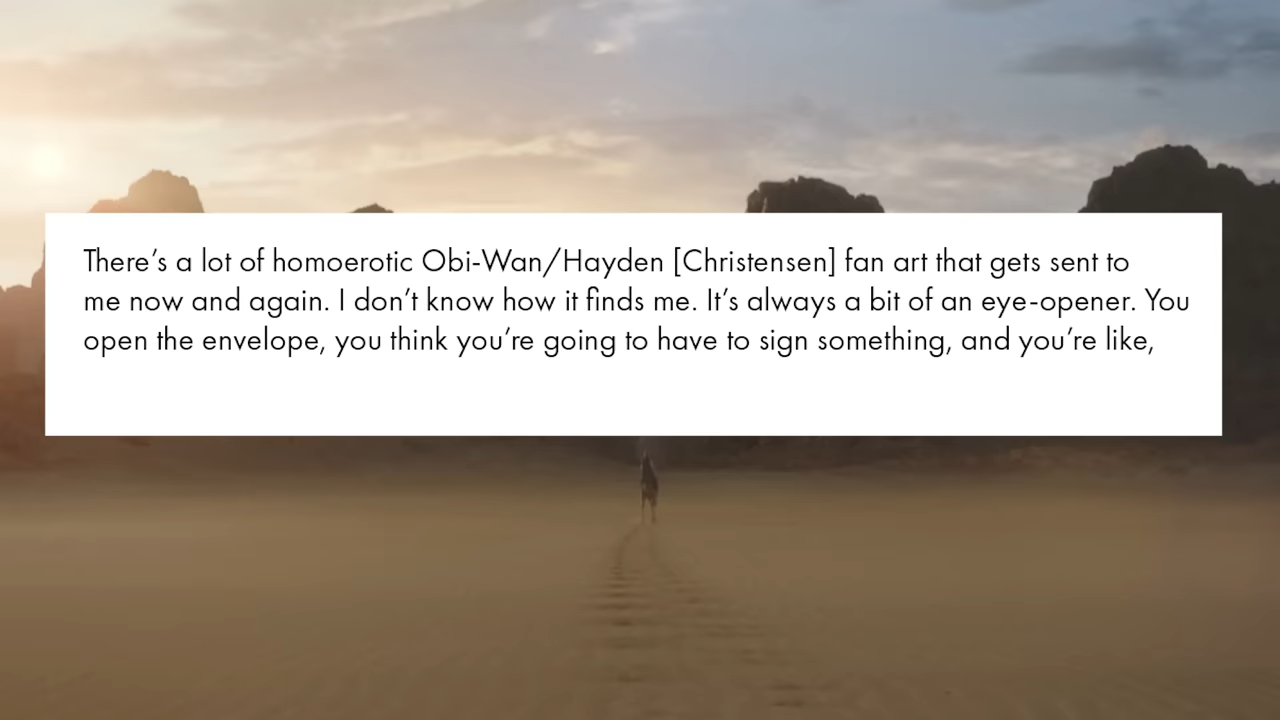 There’s a lot of homoerotic Obi-Wan/Hayden [Christensen] fan art that gets sent to
me now and again. I don’t know how it finds me. It’s always a bit of an eye-opener. You
open the envelope, you think you’re going to have to sign something, and you’re like,